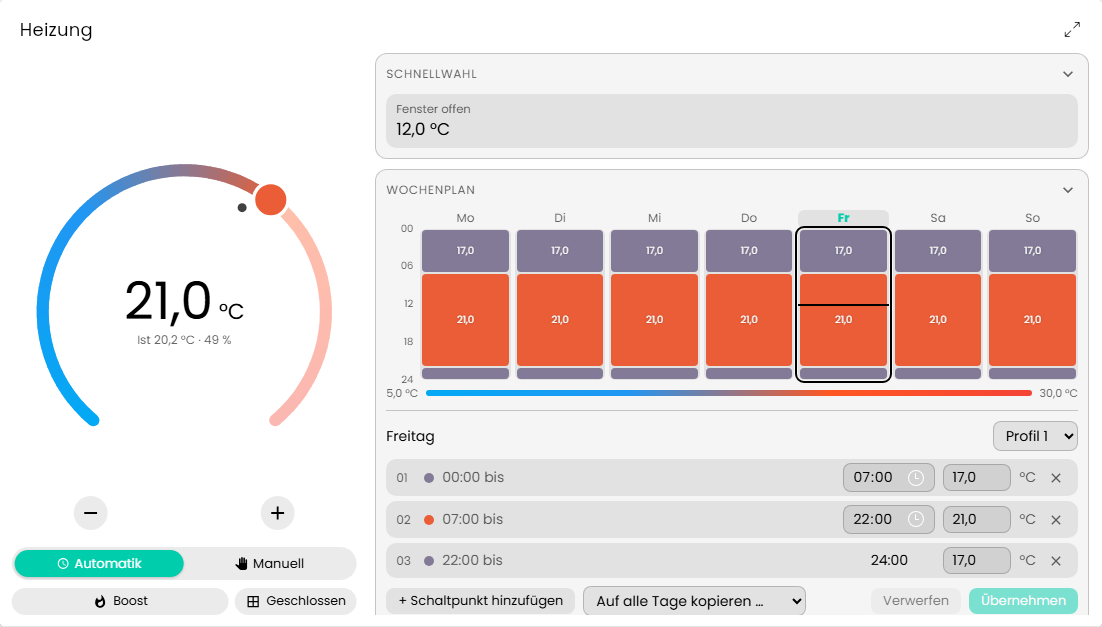 Heizung
21,0 °C
Ist 20,2 °C · 49 %
Automatik
Manuell
Boost
Geschlossen
SCHNELLWAHL
Fenster offen
12,0 °C
WOCHENPLAN
Mo Di Mi Do Fr Sa So
00
17,0 17,0 17,0 17,0 17,0 17,0 17,0
06
12
21,0 21,0 21,0 21,0 21,0 21,0 21,0
18
24
5,0 °C 30,0 °C
Freitag Profil 1
01 00:00 bis 07:00 17,0 °C
02 07:00 bis 22:00 21,0 °C
03 22:00 bis 24:00 17,0 °C
+ Schaltpunkt hinzufügen Auf alle Tage kopieren ... Verwerfen Übernehmen